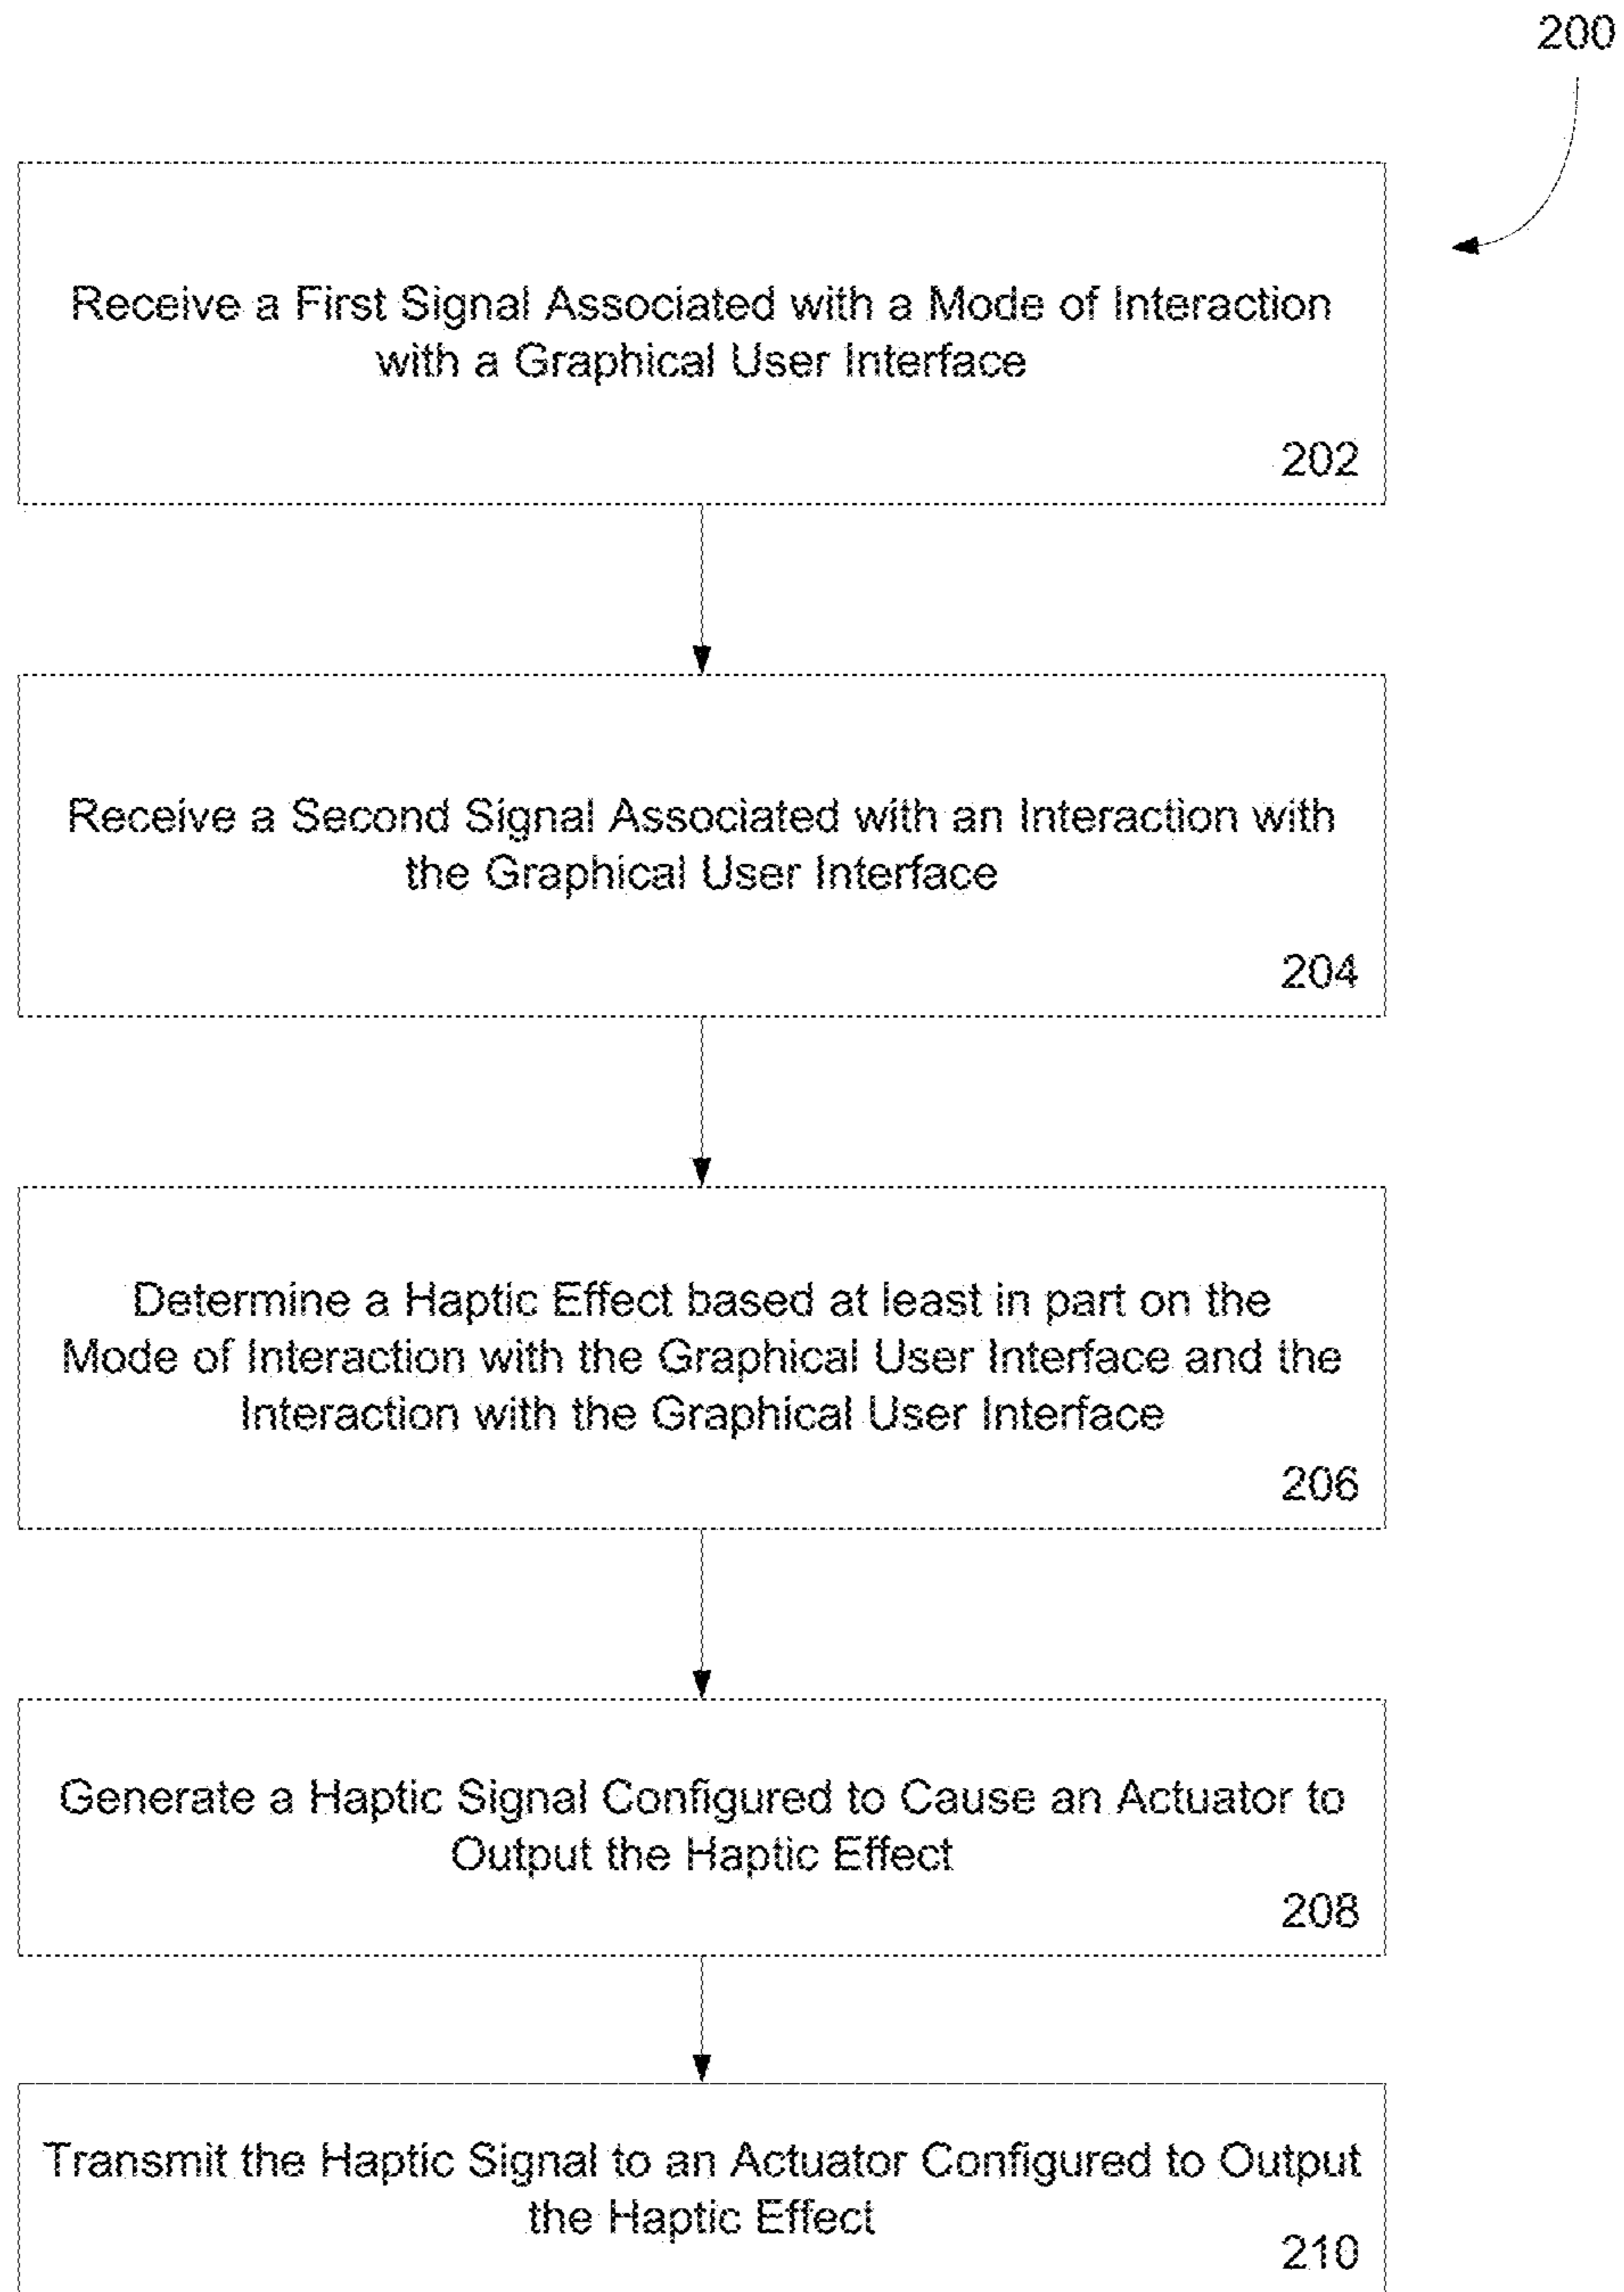 200
Receive a First Signal Associated with a Mode of Interaction
with a Graphical User Interface
202
Receive a Second Signal Associated with an Interaction with
the Graphical User Interface
204
Determine a Haptic Effect based at least in part on the
Mode of Interaction with the Graphical User Interface and the
Interaction with the Graphical User Interface
206
Generate a Haptic Signal Configured to Cause an Actuator to
Output the Haptic Effect
208
Transmit the Haptic Signal to an Actuator Configured to Output
the Haptic Effect
210